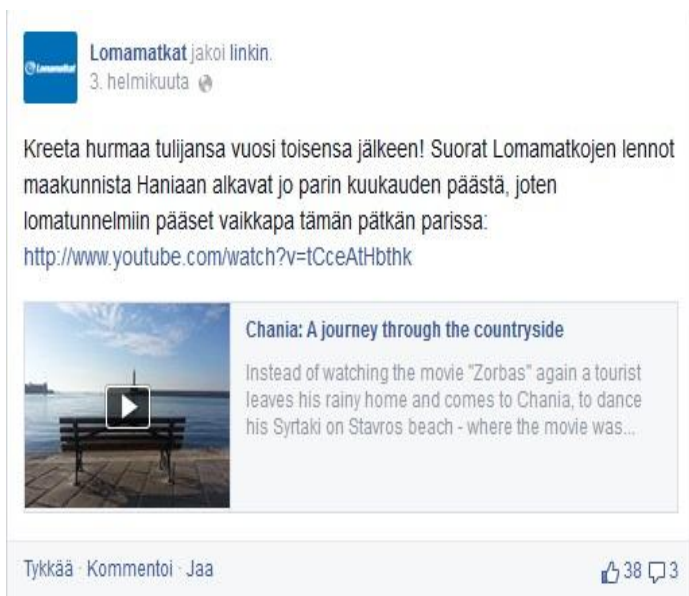 Lomamatkat jakoi linkin.
Lomamatkat
3. helmikuuta
Kreeta hurmaa tulijansa vuosi toisensa jälkeen! Suorat Lomamatkojen lennot
maakunnista Haniaan alkavat jo parin kuukauden päästä, joten
lomatunnelmiin pääset vaikkapa tämän pätkän parissa:
http://www.youtube.com/watch?v=tCceAtHbthk
Chania: A journey through the countryside
Instead of watching the movie "Zorbas" again a tourist
leaves his rainy home and comes to Chania, to dance
his Syrtaki on Stavros beach - where the movie was...
Tykkää · Kommentoi · Jaa
38 3